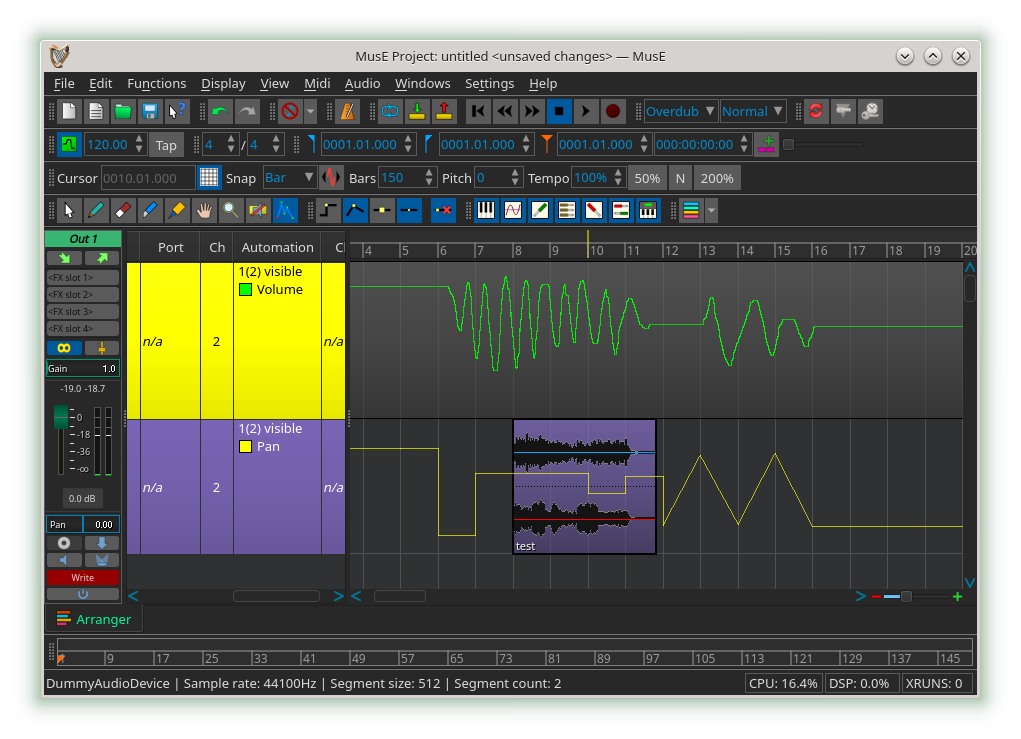 MusE Project: untitled <unsaved changes> — MusE
File Edit Functions Display View Midi Audio Windows Settings Help
Overdub Normal
120.00 Tap 4 / 4 0001.01.000 0001.01.000 0001.01.000 000:00:00:00
Cursor 0010.01.000 Snap Bar Bars 150 Pitch 0 Tempo 100% 50% N 200%
Out 1
<FX slot 1>
<FX slot 2>
<FX slot 3>
<FX slot 4>
Gain 1.0
-19.0 -18.7
0
-18
-36
-∞
0.0 dB
Pan 0.00
Write
Port Ch Automation C
4 5 6 7 8 9 10 11 12 13 14 15 16 17 18 19 20
1(2) visible
Volume
n/a 2 n/a
1(2) visible
Pan
n/a 2 n/a
test
Arranger
9 17 25 33 41 49 57 65 73 81 89 97 105 113 121 129 137 145
DummyAudioDevice | Sample rate: 44100Hz | Segment size: 512 | Segment count: 2
CPU: 16.4% DSP: 0.0% XRUNS: 0